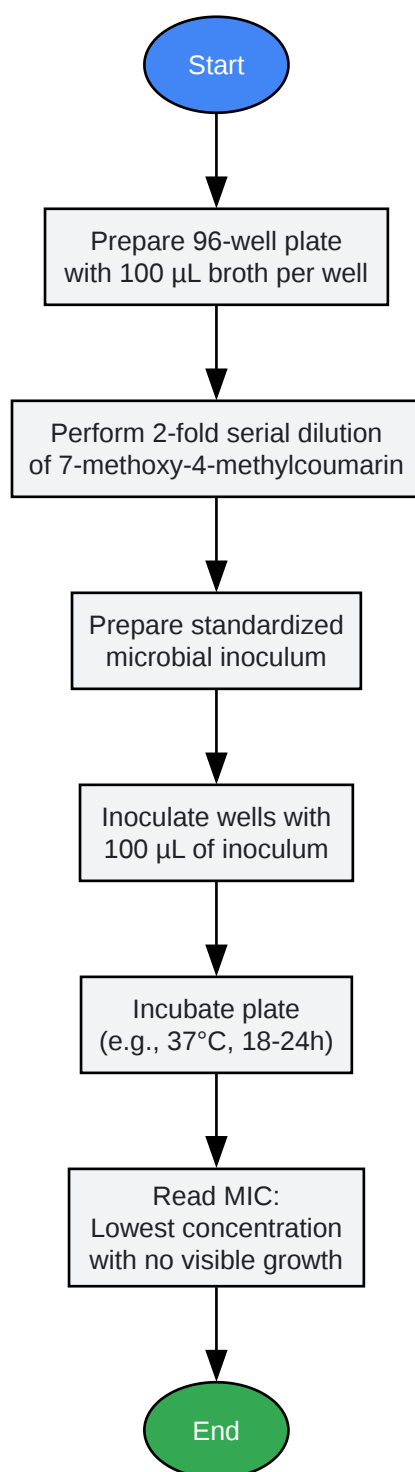 Start
Prepare 96-well plate
with 100 µL broth per well
Perform 2-fold serial dilution
of 7-methoxy-4-methylcoumarin
Prepare standardized
microbial inoculum
Inoculate wells with
100 µL of inoculum
Incubate plate
(e.g., 37°C, 18-24h)
Read MIC:
Lowest concentration
with no visible growth
End